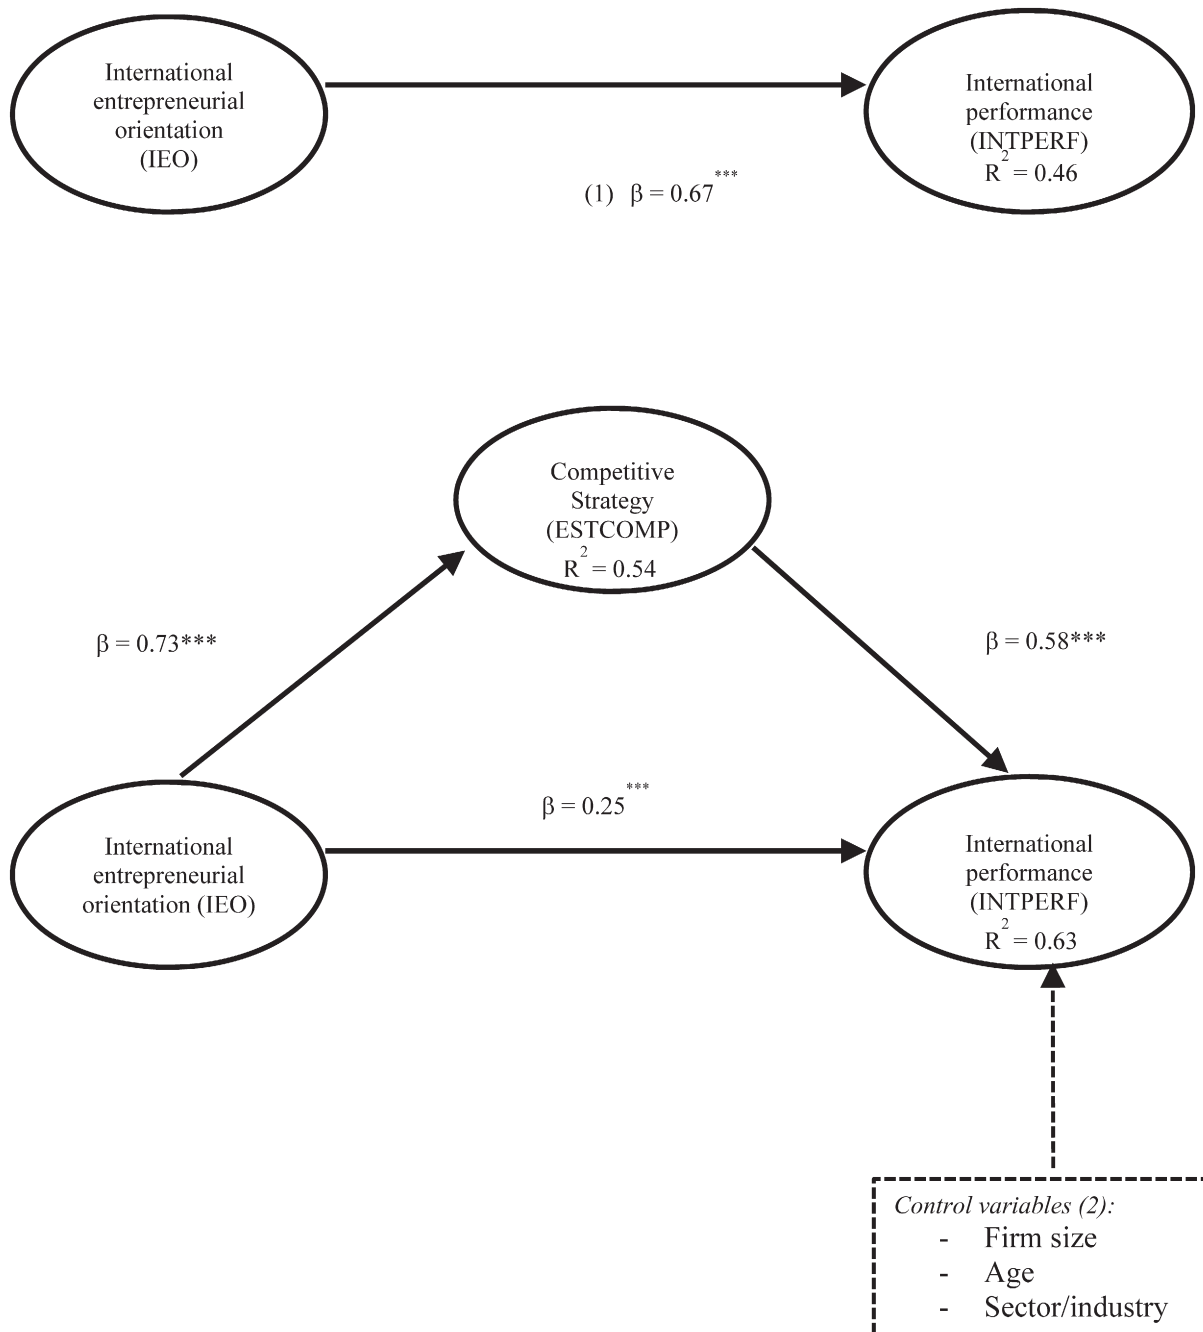 International
entrepreneurial
orientation
(IEO)
International
performance
(INTPERF)
R² = 0.46
(1) β = 0.67***
Competitive
Strategy
(ESTCOMP)
R² = 0.54
β = 0.73***
β = 0.58***
β = 0.25***
International
entrepreneurial
orientation (IEO)
International
performance
(INTPERF)
R² = 0.63
Control variables (2):
- Firm size
- Age
- Sector/industry